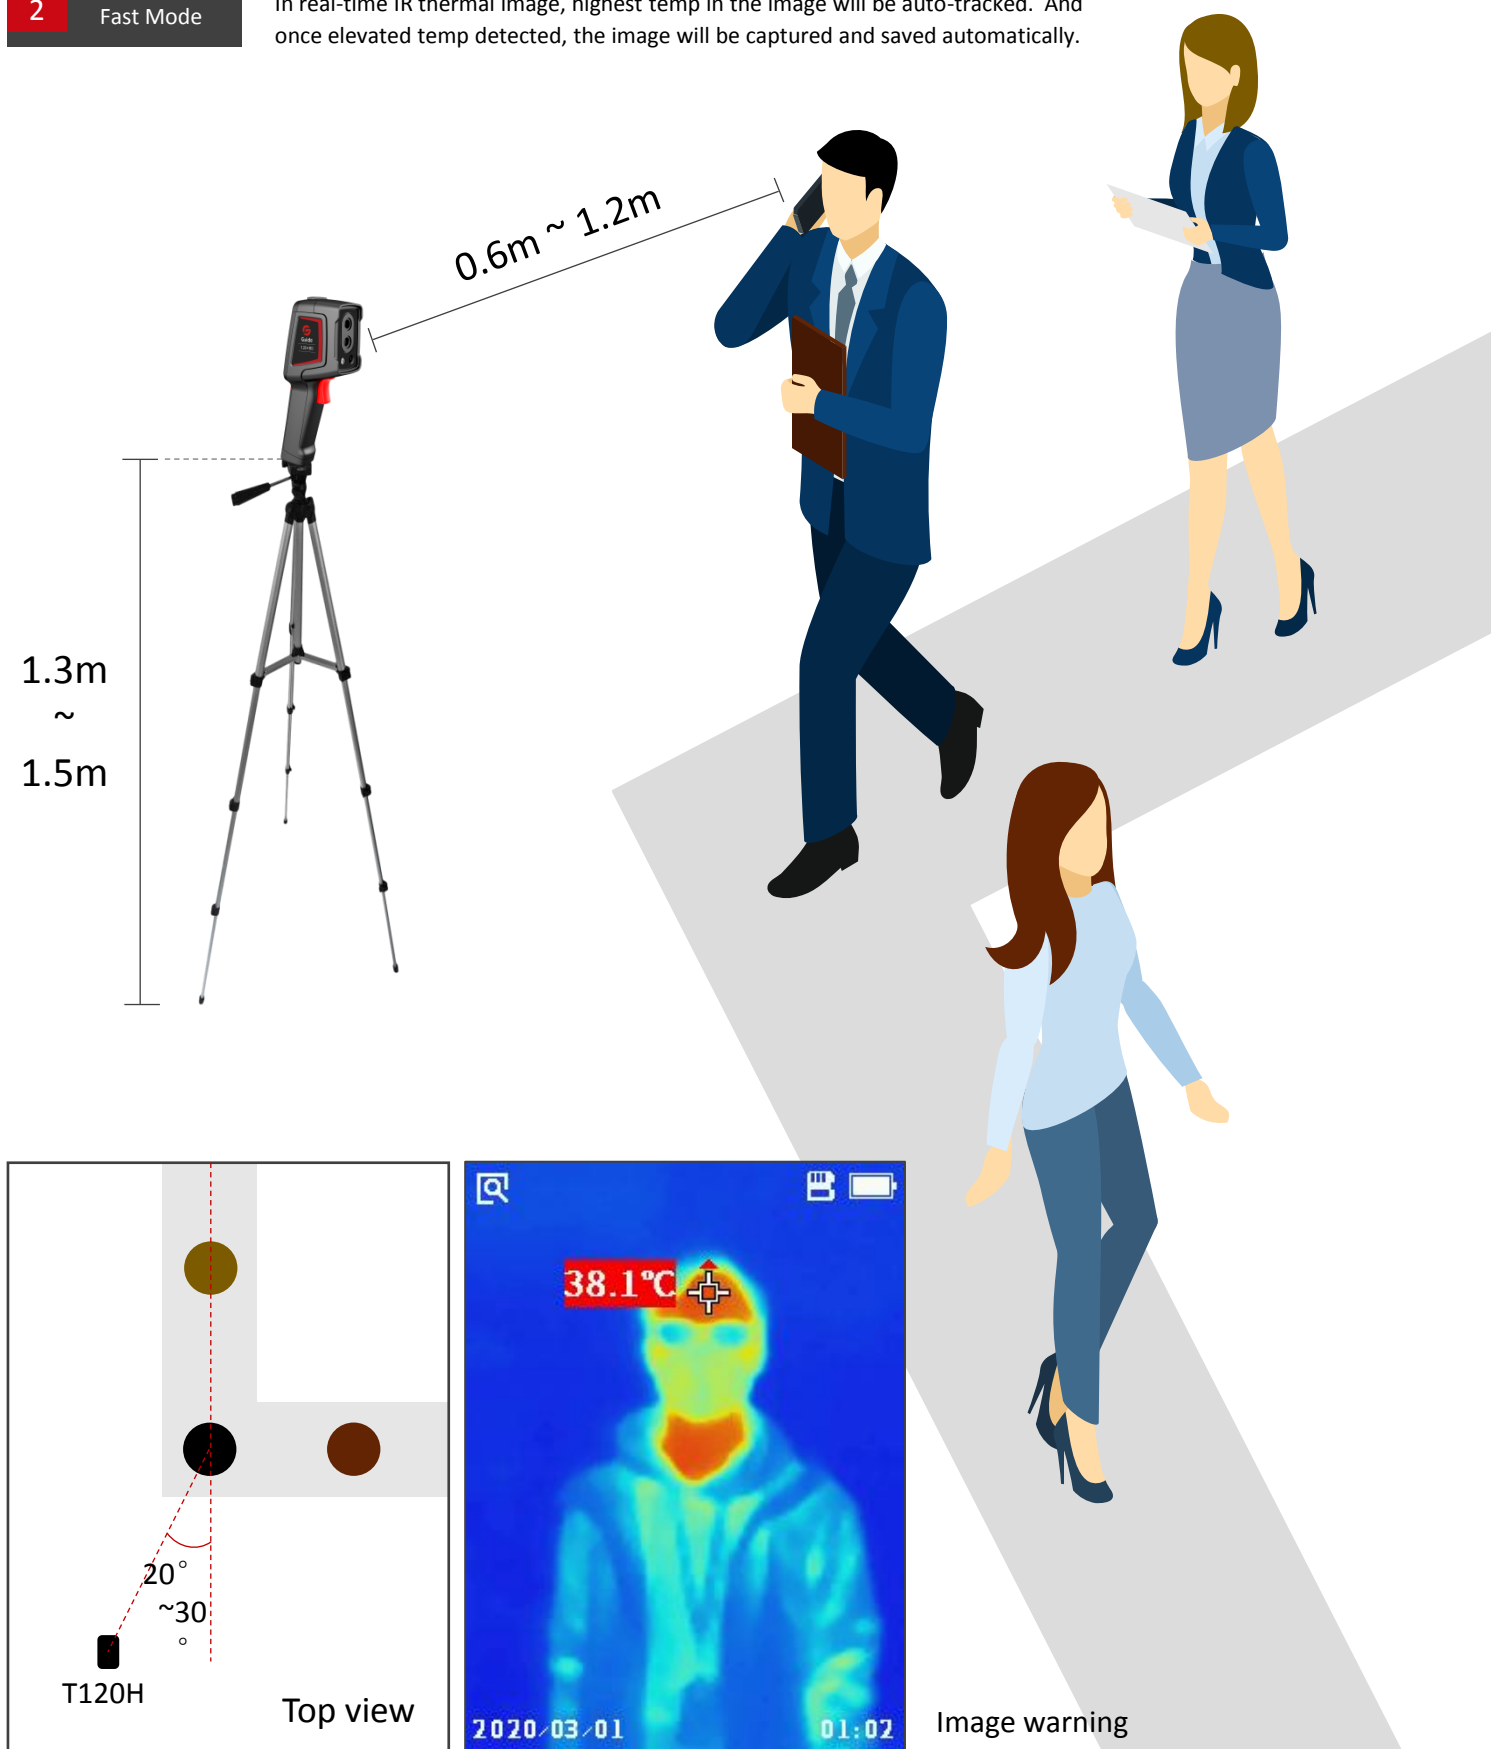 2
Fast Mode
In real-time IR thermal image, highest temp in the image will be auto-tracked. And
once elevated temp detected, the image will be captured and saved automatically.
0.6m ~ 1.2m
Guide
1.3m
~
1.5m
38.1℃
20°
~30
°
T120H
Top view
2020/03/01
01:02
Image warning